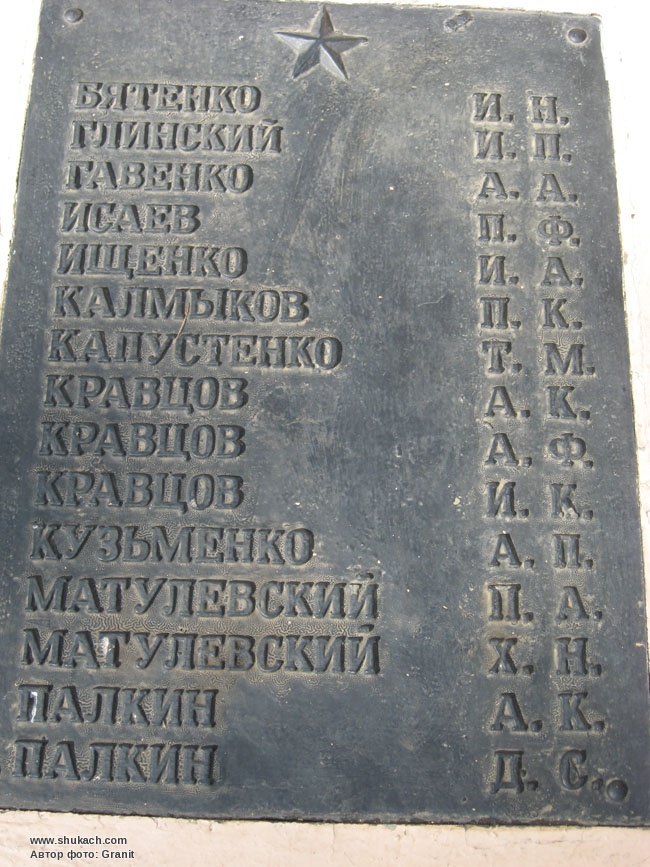 БЯТЕНКО И. Н.
ГЛИНСКИЙ И. П.
ГАВЕНКО А. А.
ИСАЕВ П. Ф.
ИЩЕНКО И. А.
КАЛМЫКОВ П. К.
КАПУСТЕНКО Т. М.
КРАВЦОВ А. К.
КРАВЦОВ А. Ф.
КРАВЦОВ И. К.
КУЗЬМЕНКО А. П.
МАТУЛЕВСКИЙ П. А.
МАТУЛЕВСКИЙ Х. Н.
ПАЛКИН А. К.
ПАЛКИН Д. С.
www.shukach.com
Автор фото: Granit